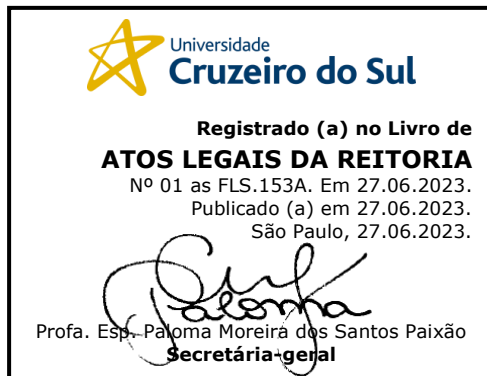 Universidade
Cruzeiro do Sul
Registrado (a) no Livro de
ATOS LEGAIS DA REITORIA
Nº 01 as FLS.153A. Em 27.06.2023.
Publicado (a) em 27.06.2023.
São Paulo, 27.06.2023.
Paloma
Profa. Esp. Paloma Moreira dos Santos Paixão
Secretária-geral